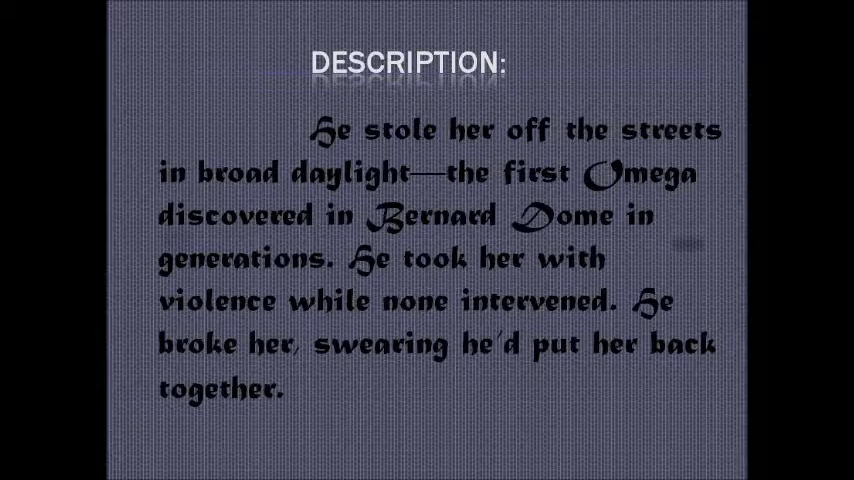 DESCRIPTION:
He stole her off the streets
in broad daylight—the first Omega
discovered in Bernard Dome in
generations. He took her with
violence while none intervened. He
broke her, swearing he'd put her back
together.